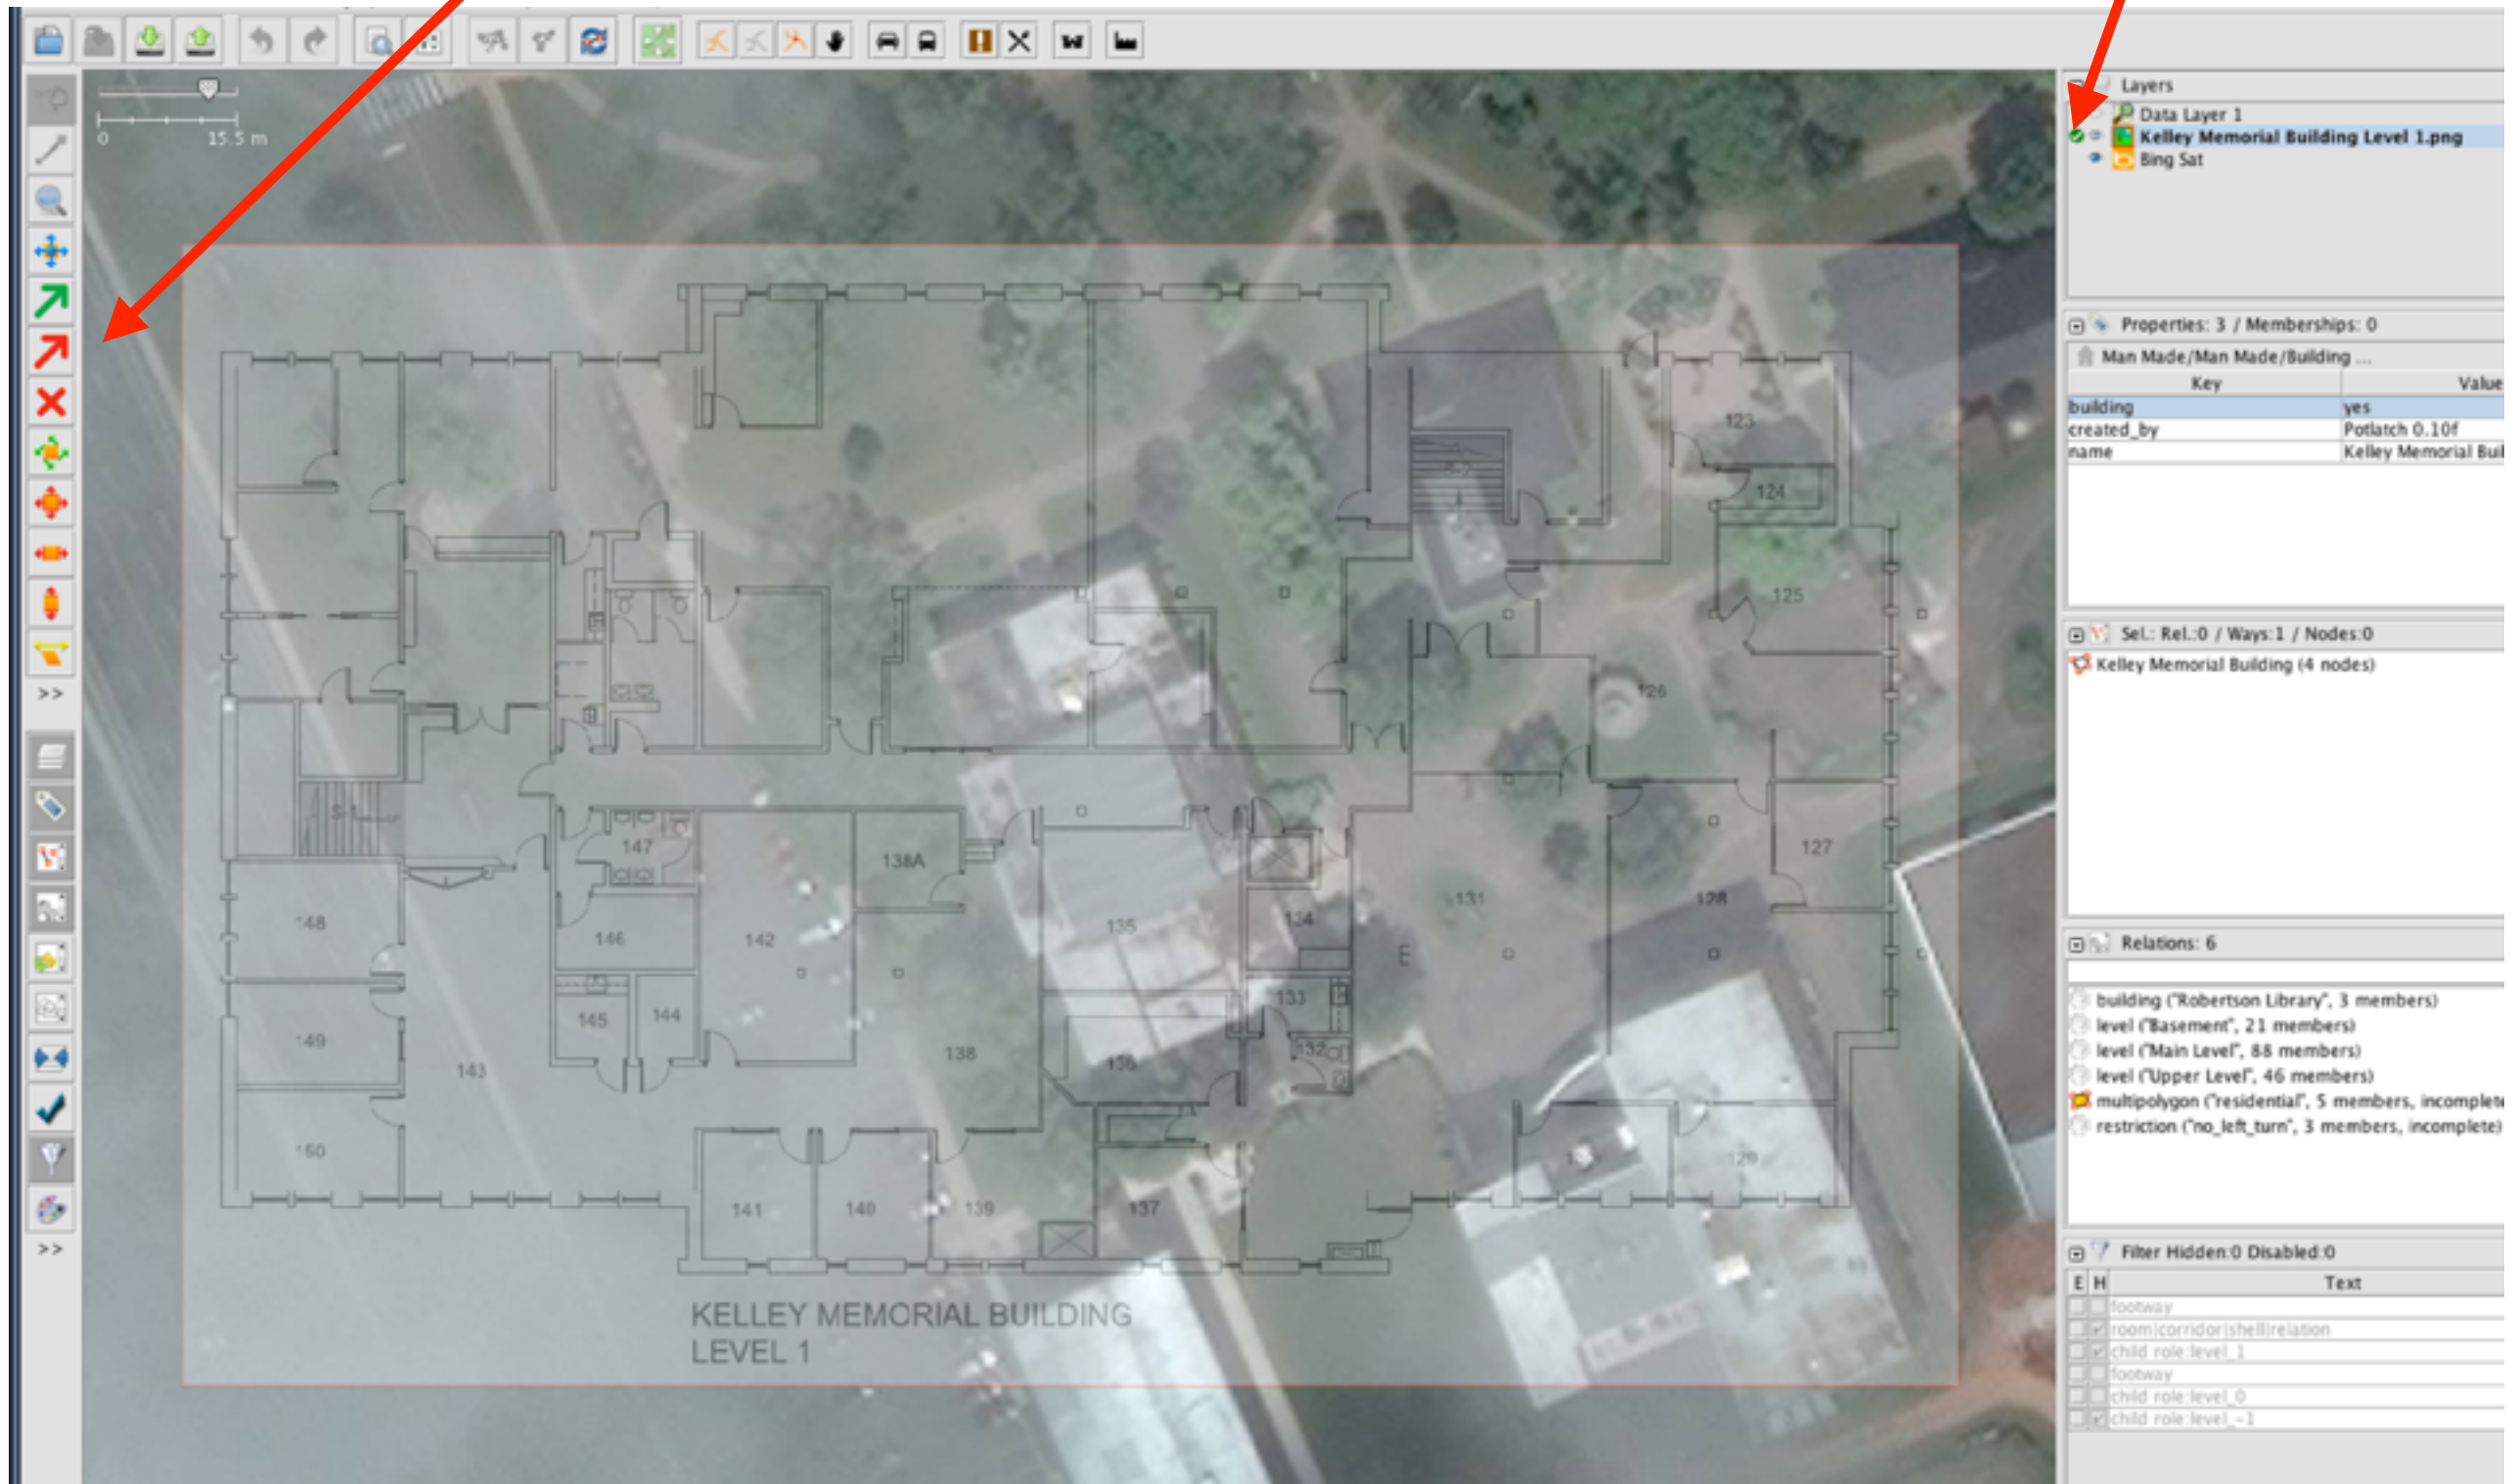 0
15.5 m
>>
>>
123
124
125
126
147
138A
127
148
146
142
135
134
131
128
E
133
149
145
144
143
138
136
132
150
129
141
140
139
137
KELLEY MEMORIAL BUILDING
LEVEL 1
Layers
Data Layer 1
Kelley Memorial Building Level 1.png
Bing Sat
Properties: 3 / Memberships: 0
Man Made/Man Made/Building ...
Key Value
building yes
created_by Potlatch 0.10f
name Kelley Memorial Buil
Sel.: Rel.:0 / Ways:1 / Nodes:0
Kelley Memorial Building (4 nodes)
Relations: 6
building ("Robertson Library", 3 members)
level ("Basement", 21 members)
level ("Main Level", 88 members)
level ("Upper Level", 46 members)
multipolygon ("residential", 5 members, incomplete
restriction ("no_left_turn", 3 members, incomplete)
Filter Hidden:0 Disabled:0
E H Text
footway
room|corridor|shell|relation
child role:level_1
footway
child role:level_0
child role:level_-1